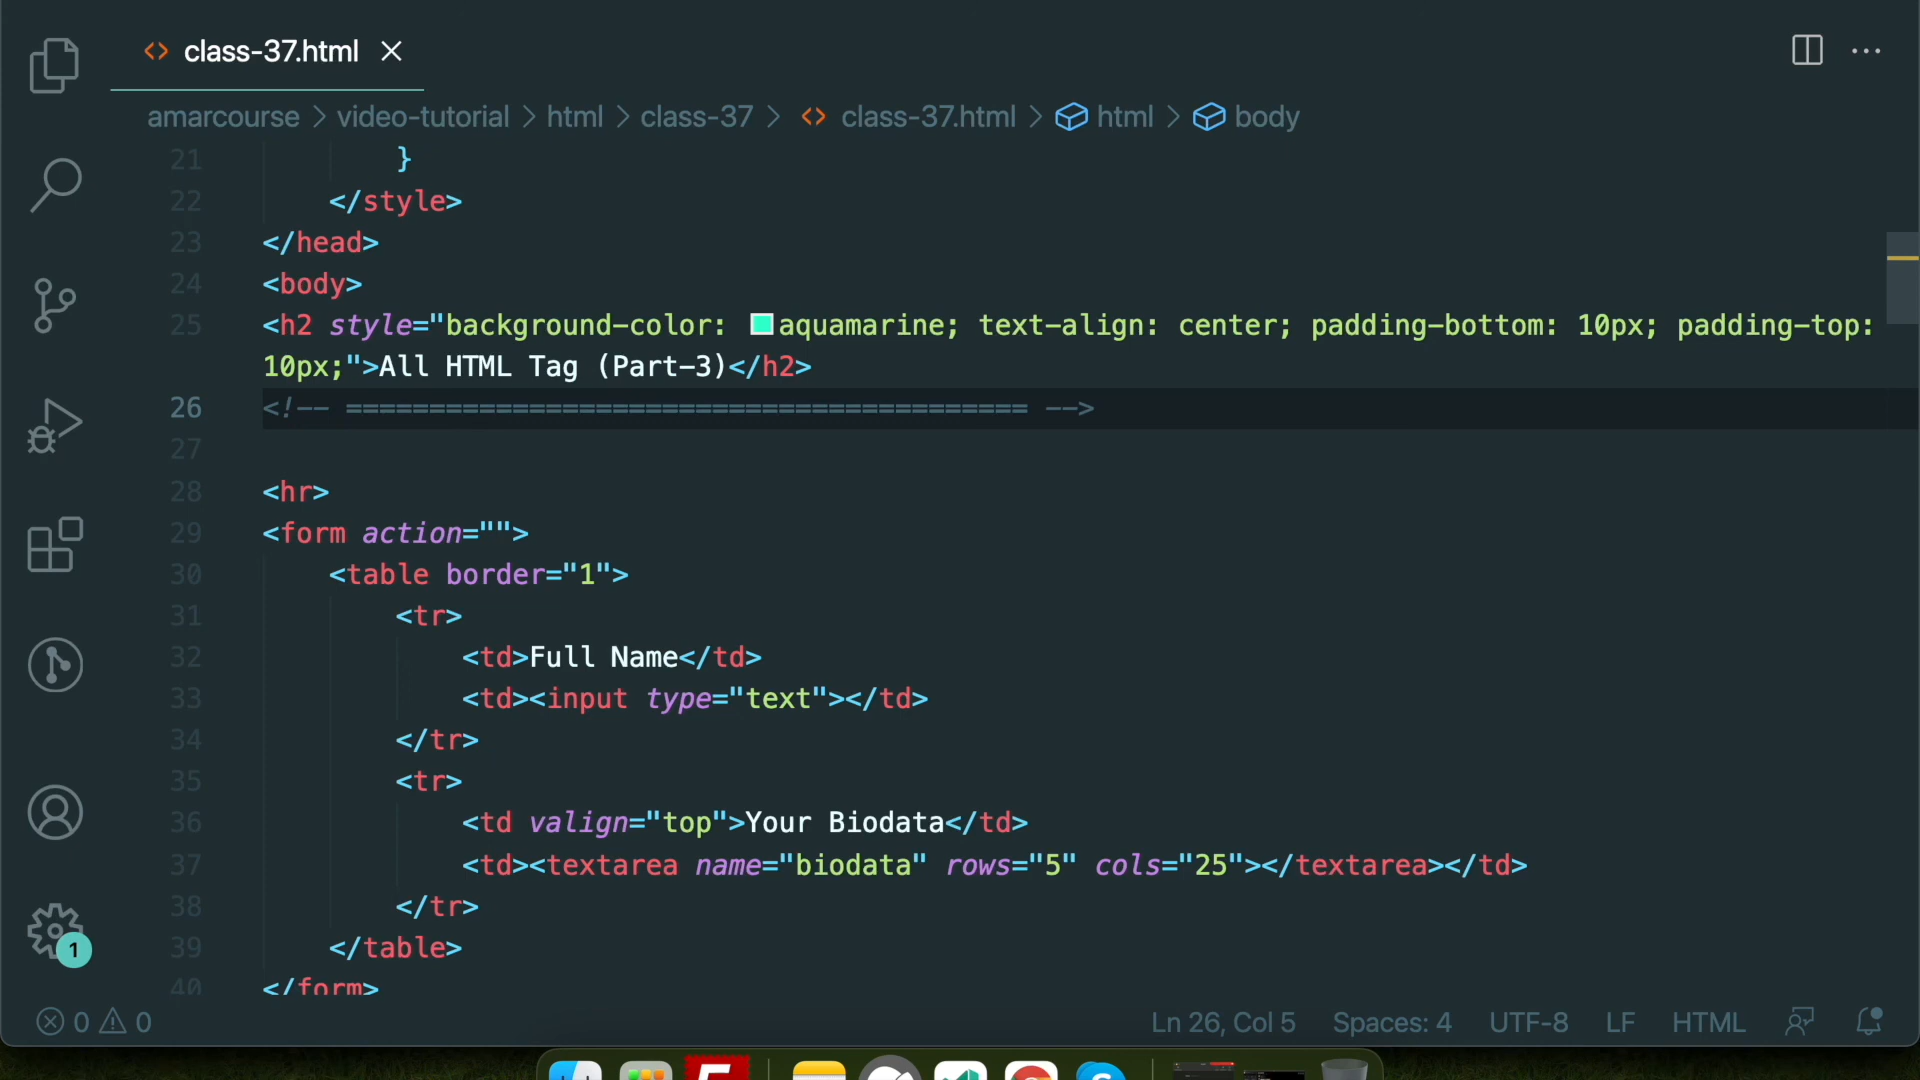 class-37.html
amarcourse > video-tutorial > html > class-37 > <> class-37.html > html > body
21 }
22 </style>
23 </head>
24 <body>
25 <h2 style="background-color: aquamarine; text-align: center; padding-bottom: 10px; padding-top:
10px;">All HTML Tag (Part-3)</h2>
26 <!-- ========================================= -->
27
28 <hr>
29 <form action="">
30 <table border="1">
31 <tr>
32 <td>Full Name</td>
33 <td><input type="text"></td>
34 </tr>
35 <tr>
36 <td valign="top">Your Biodata</td>
37 <td><textarea name="biodata" rows="5" cols="25"></textarea></td>
38 </tr>
39 </table>
40 </form>
1
0 0 Ln 26, Col 5 Spaces: 4 UTF-8 LF HTML